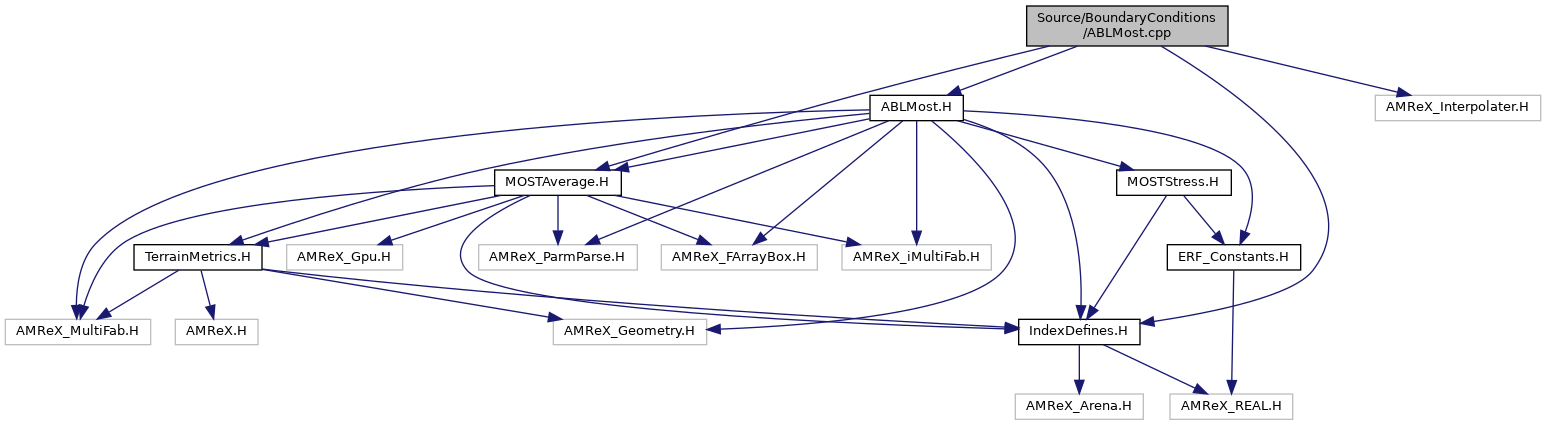 Source/BoundaryConditions
/ABLMost.cpp
ABLMost.H
AMReX_Interpolater.H
MOSTAverage.H
MOSTStress.H
TerrainMetrics.H
AMReX_Gpu.H
AMReX_ParmParse.H
AMReX_FArrayBox.H
AMReX_iMultiFab.H
ERF_Constants.H
AMReX_MultiFab.H
AMReX.H
AMReX_Geometry.H
IndexDefines.H
AMReX_Arena.H
AMReX_REAL.H